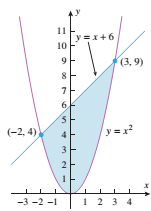 y
11
y = x + 6
10
9
(3, 9)
8
7
6
5
(−2, 4)
4
y = x²
3
2
1
x
−3 −2 −1 1 2 3 4